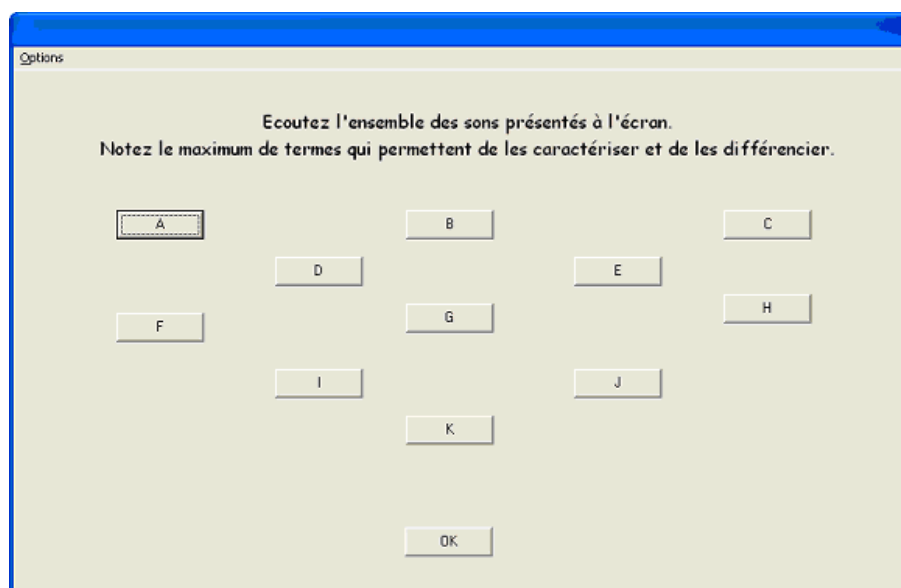 Options
Ecoutez l'ensemble des sons présentés à l'écran.
Notez le maximum de termes qui permettent de les caractériser et de les différencier.
A
B
C
D
E
F
G
H
I
J
K
OK